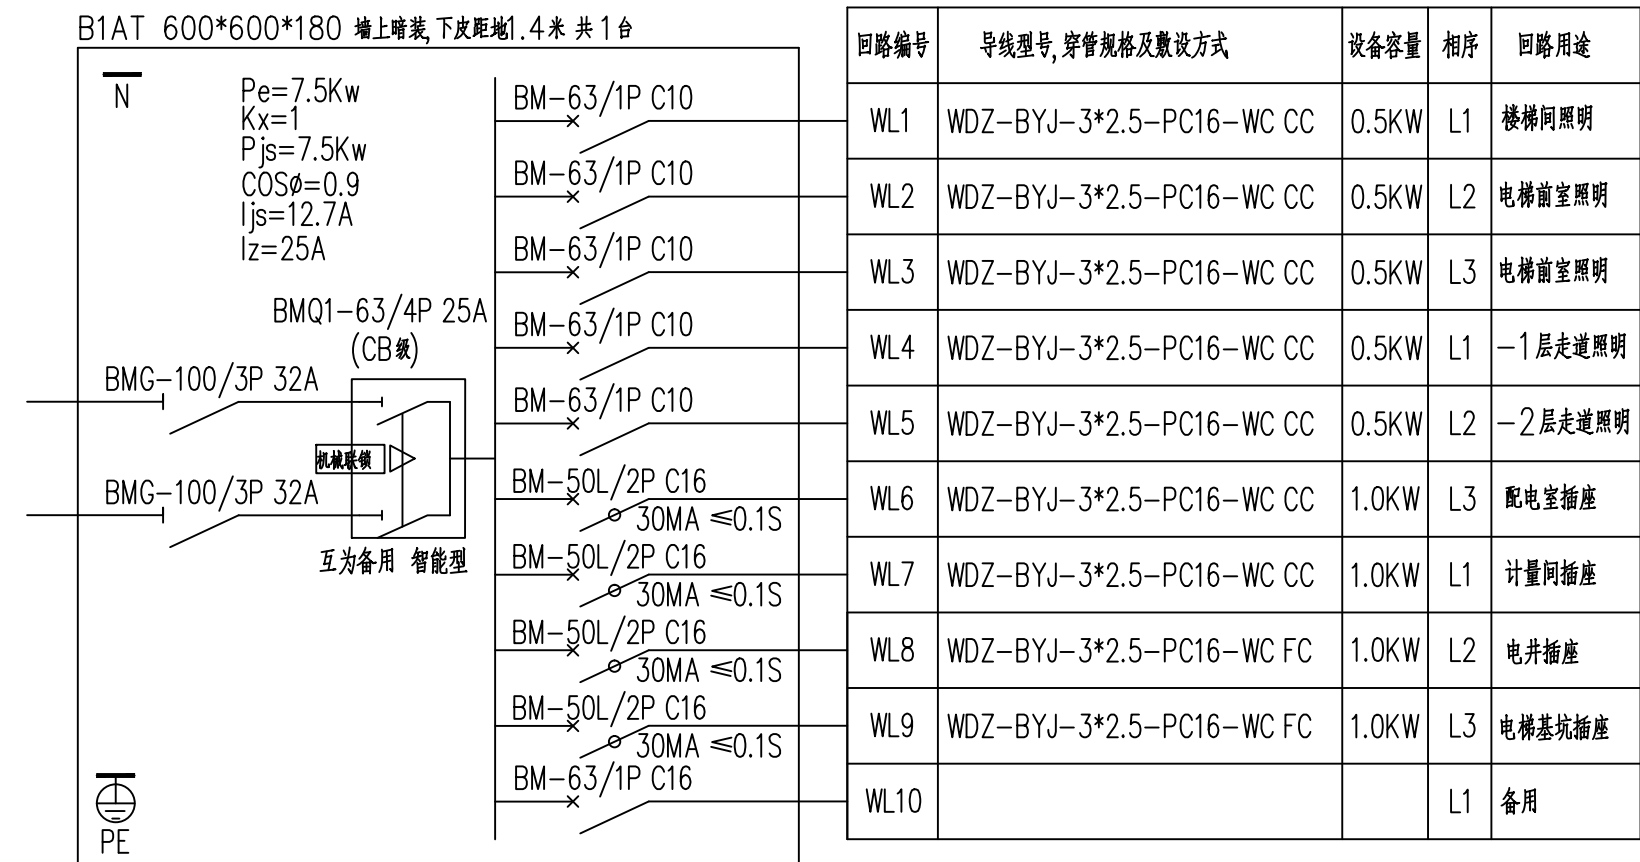 B1AT 600*600*180 墙上暗装,下皮距地1.4米 共1台
N
Pe=7.5Kw
Kx=1
Pjs=7.5Kw
COSø=0.9
Ijs=12.7A
Iz=25A
BMQ1-63/4P 25A
(CB级)
BMG-100/3P 32A
机械联锁
BMG-100/3P 32A
互为备用 智能型
PE
BM-63/1P C10
BM-63/1P C10
BM-63/1P C10
BM-63/1P C10
BM-63/1P C10
BM-50L/2P C16
30MA ≤0.1S
BM-50L/2P C16
30MA ≤0.1S
BM-50L/2P C16
30MA ≤0.1S
BM-50L/2P C16
30MA ≤0.1S
BM-63/1P C16
回路编号 导线型号,穿管规格及敷设方式 设备容量 相序 回路用途
WL1 WDZ-BYJ-3*2.5-PC16-WC CC 0.5KW L1 楼梯间照明
WL2 WDZ-BYJ-3*2.5-PC16-WC CC 0.5KW L2 电梯前室照明
WL3 WDZ-BYJ-3*2.5-PC16-WC CC 0.5KW L3 电梯前室照明
WL4 WDZ-BYJ-3*2.5-PC16-WC CC 0.5KW L1 -1层走道照明
WL5 WDZ-BYJ-3*2.5-PC16-WC CC 0.5KW L2 -2层走道照明
WL6 WDZ-BYJ-3*2.5-PC16-WC CC 1.0KW L3 配电室插座
WL7 WDZ-BYJ-3*2.5-PC16-WC CC 1.0KW L1 计量间插座
WL8 WDZ-BYJ-3*2.5-PC16-WC FC 1.0KW L2 电井插座
WL9 WDZ-BYJ-3*2.5-PC16-WC FC 1.0KW L3 电梯基坑插座
WL10 L1 备用